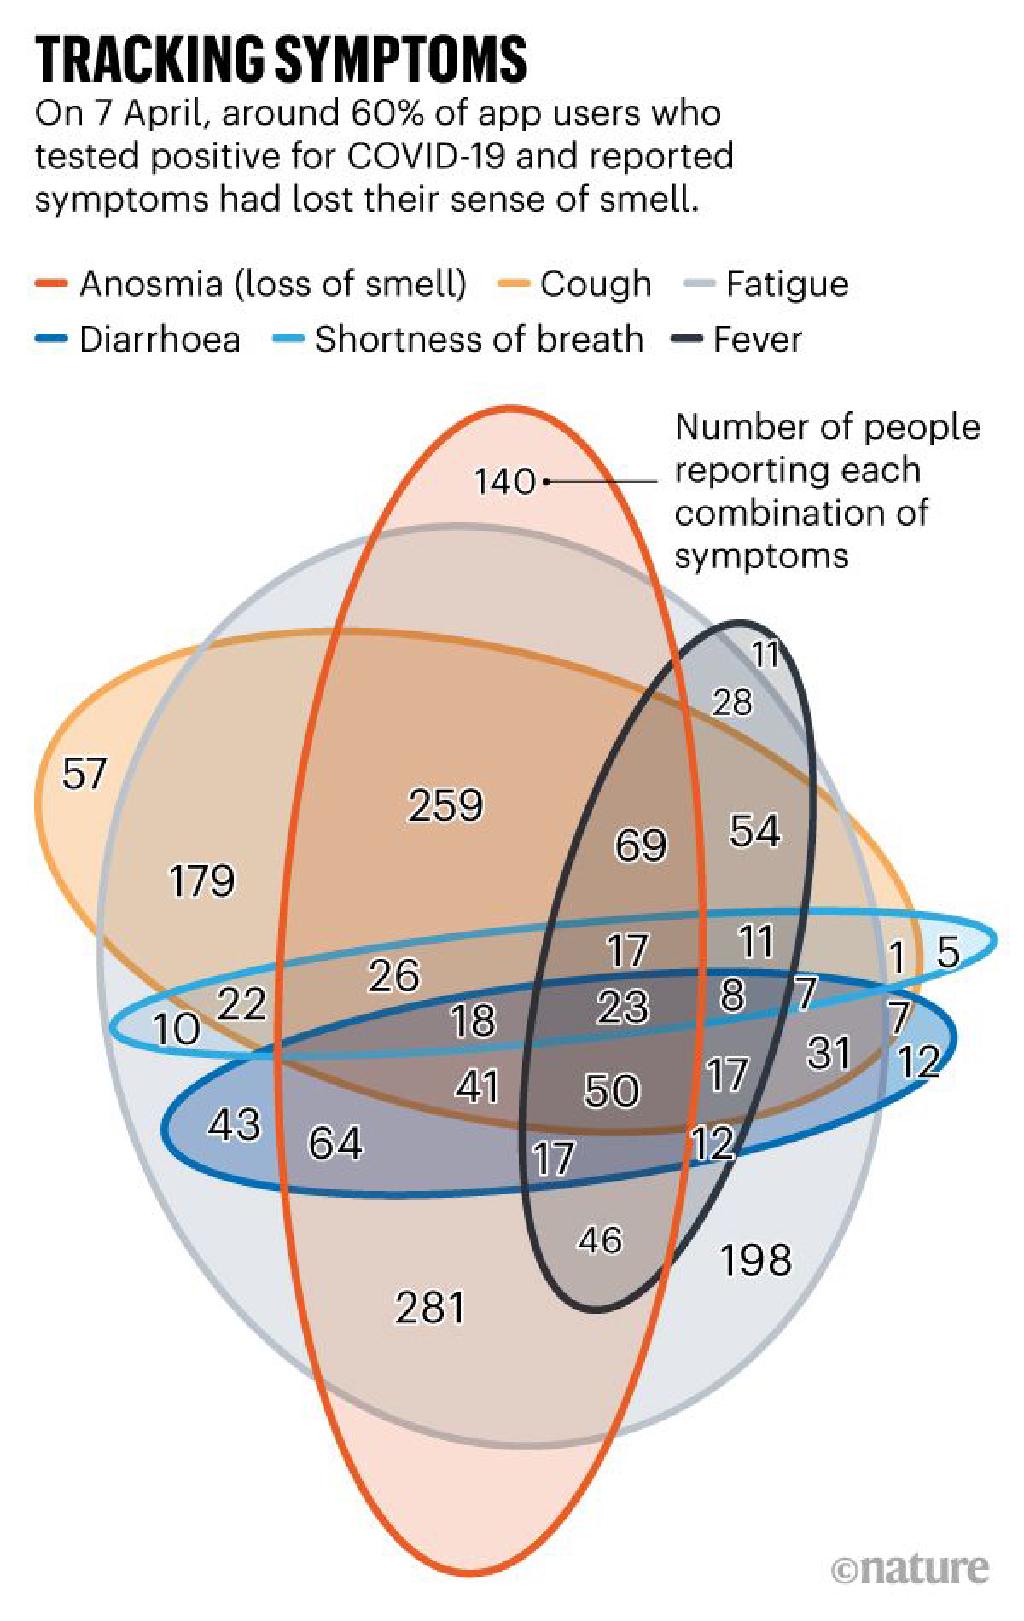 TRACKING SYMPTOMS
On 7 April, around 60% of app users who
tested positive for COVID-19 and reported
symptoms had lost their sense of smell.
Anosmia (loss of smell) Cough Fatigue
Diarrhoea Shortness of breath Fever
Number of people
reporting each
combination of
symptoms
140
11
28
57
259
69
54
179
17
11
1
5
26
22
10
18
23
8
7
7
41
50
17
31
12
43
64
17
12
46
198
281
©nature